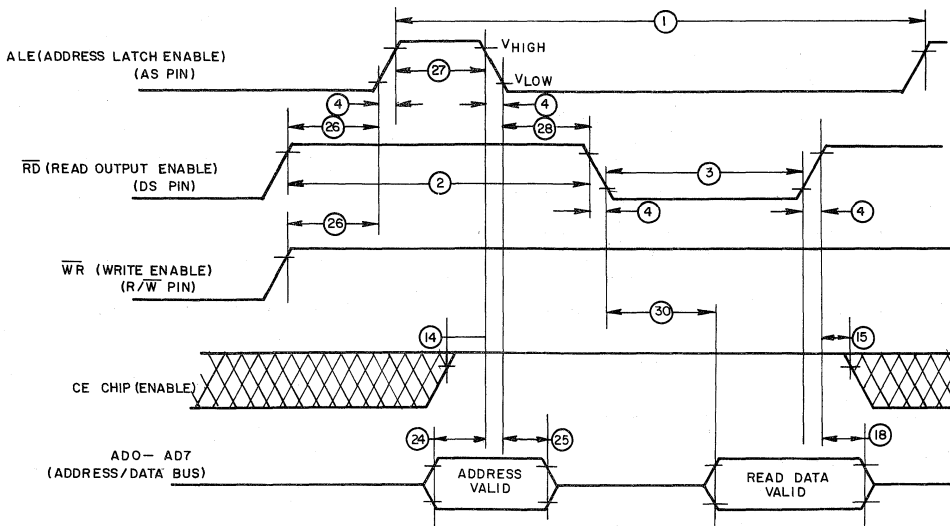 1
ALE (ADDRESS LATCH ENABLE)
(AS PIN)
VHIGH
27
VLOW
4
4
26
28
RD (READ OUTPUT ENABLE)
(DS PIN)
2
3
4
4
26
WR (WRITE ENABLE)
(R/W PIN)
30
14
15
CE CHIP (ENABLE)
24
25
18
AD0 — AD7
(ADDRESS/DATA BUS)
ADDRESS
VALID
READ DATA
VALID